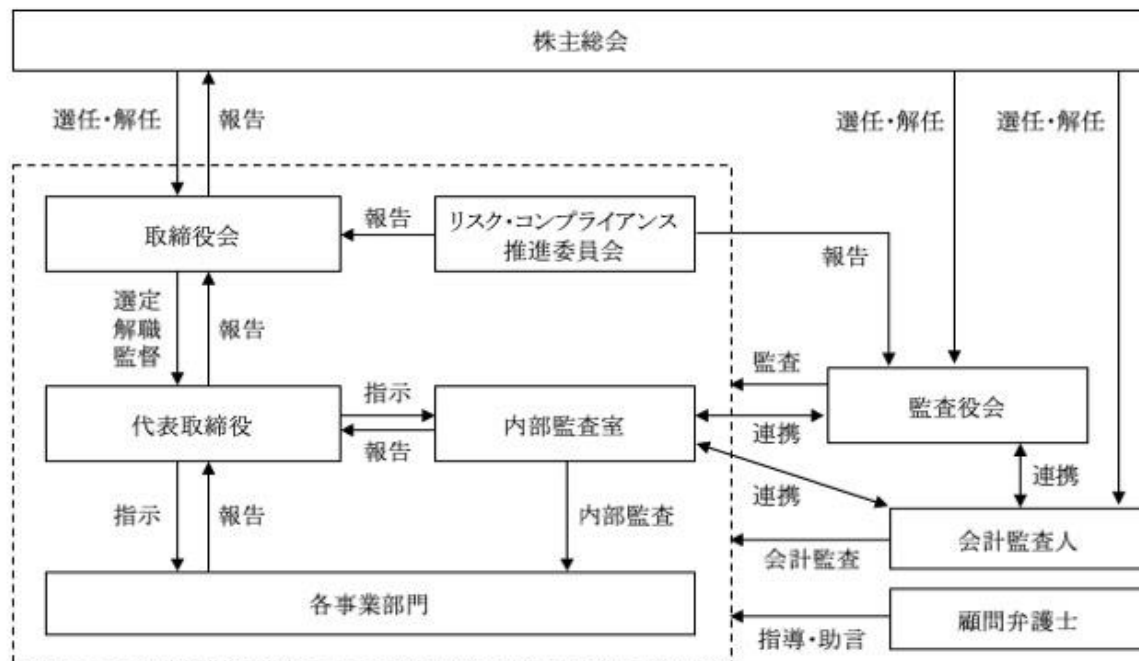 株主総会
選任・解任
報告
選任・解任
選任・解任
取締役会
報告
リスク・コンプライアンス
推進委員会
報告
選定
解職
監督
報告
監査
代表取締役
指示
報告
内部監査室
連携
監査役会
連携
連携
指示
報告
内部監査
会計監査
会計監査人
各事業部門
指導・助言
顧問弁護士